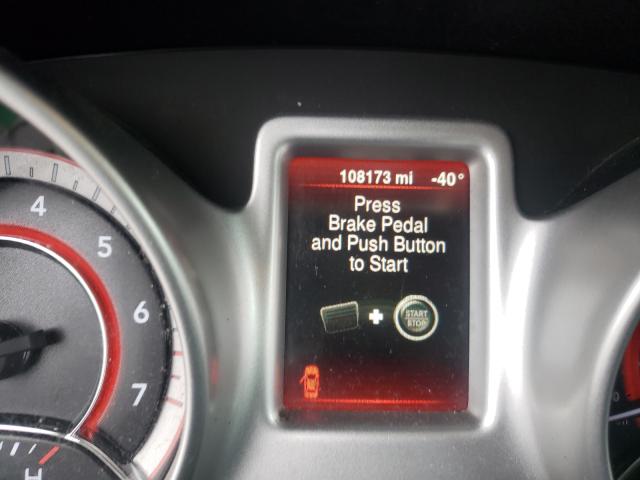 108173 mi -40°
Press
Brake Pedal
and Push Button
to Start
START
STOP
4
5
6
7
H